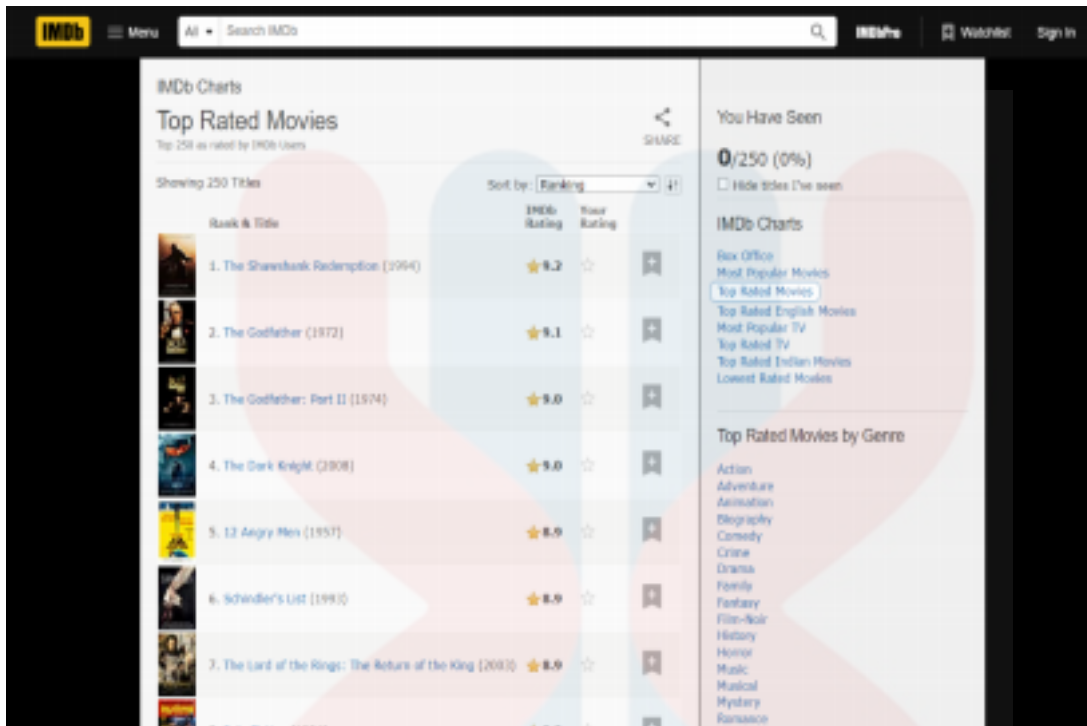 IMDb Menu All Search IMDb IMDbPro Watchlist Sign In
IMDb Charts
Top Rated Movies
Top 250 as rated by IMDb Users
SHARE
Showing 250 Titles
Sort by: Ranking
Rank & Title IMDb Rating Your Rating
1. The Shawshank Redemption (1994) 9.2
2. The Godfather (1972) 9.1
3. The Godfather: Part II (1974) 9.0
4. The Dark Knight (2008) 9.0
5. 12 Angry Men (1957) 8.9
6. Schindler's List (1993) 8.9
7. The Lord of the Rings: The Return of the King (2003) 8.9
You Have Seen
0/250 (0%)
Hide titles I've seen
IMDb Charts
Box Office
Most Popular Movies
Top Rated Movies
Top Rated English Movies
Most Popular TV
Top Rated TV
Top Rated Indian Movies
Lowest Rated Movies
Top Rated Movies by Genre
Action
Adventure
Animation
Biography
Comedy
Crime
Drama
Family
Fantasy
Film-Noir
History
Horror
Music
Musical
Mystery
Romance